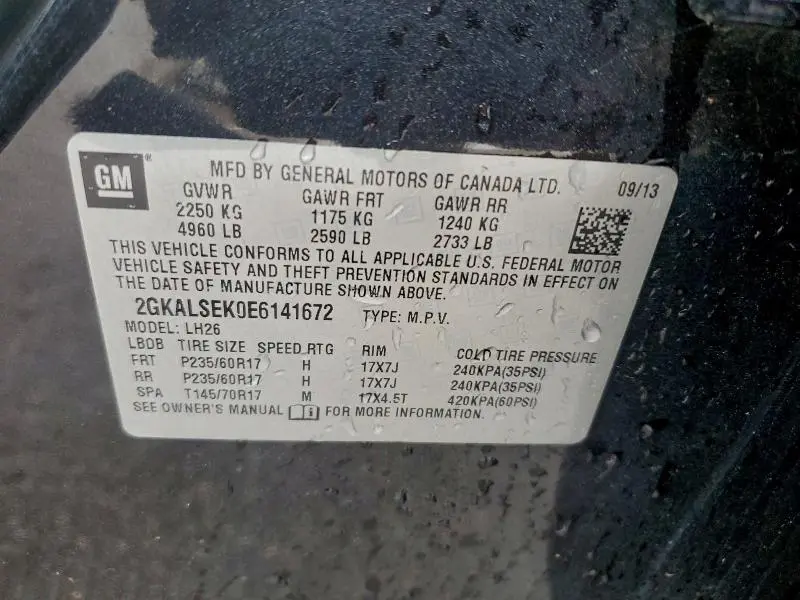 GM ® MFD BY GENERAL MOTORS OF CANADA LTD. 09/13
GVWR GAWR FRT GAWR RR
2250 KG 1175 KG 1240 KG
4960 LB 2590 LB 2733 LB
THIS VEHICLE CONFORMS TO ALL APPLICABLE U.S. FEDERAL MOTOR
VEHICLE SAFETY AND THEFT PREVENTION STANDARDS IN EFFECT ON
THE DATE OF MANUFACTURE SHOWN ABOVE.
2GKALSEK0E6141672 TYPE: M.P.V.
MODEL: LH26
LBOB TIRE SIZE SPEED RTG RIM COLD TIRE PRESSURE
FRT P235/60R17 H 17X7J 240KPA(35PSI)
RR P235/60R17 H 17X7J 240KPA(35PSI)
SPA T145/70R17 M 17X4.5T 420KPA(60PSI)
SEE OWNER'S MANUAL FOR MORE INFORMATION.